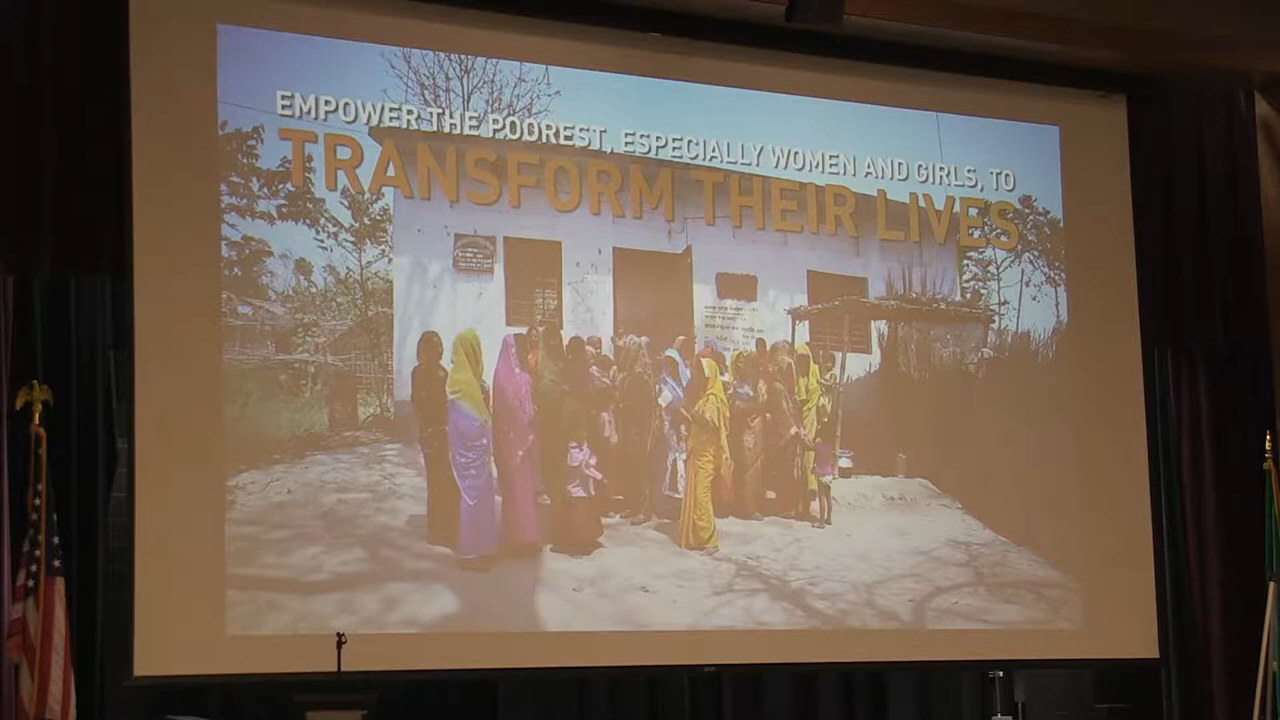 EMPOWER THE POOREST, ESPECIALLY WOMEN AND GIRLS, TO
TRANSFORM THEIR LIVES